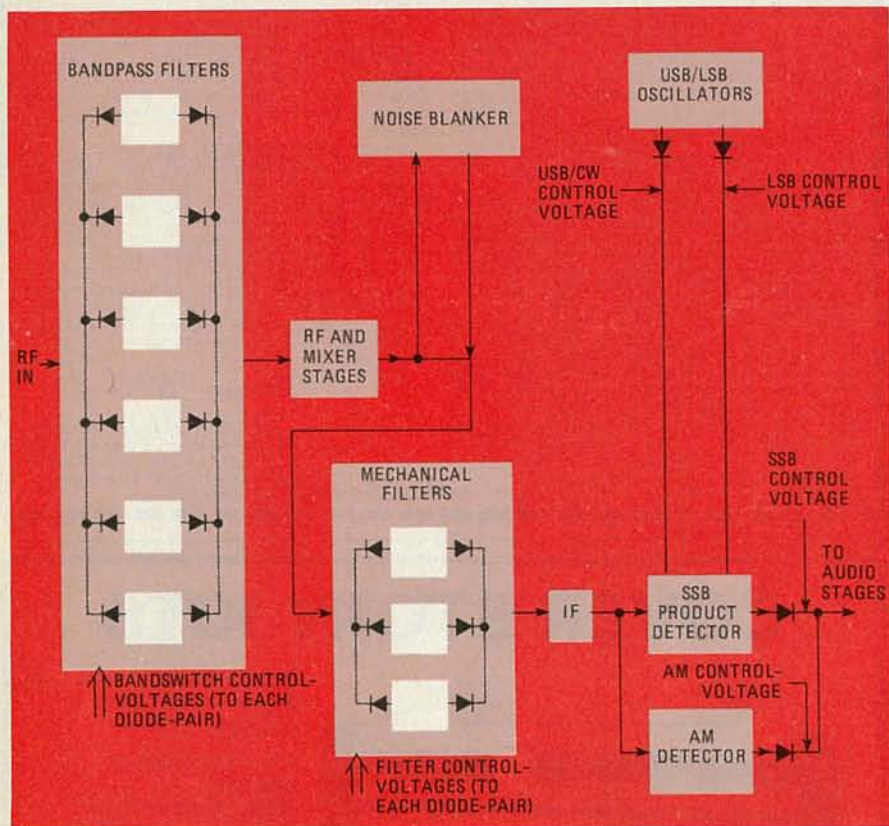 BANDPASS FILTERS
NOISE BLANKER
USB/LSB
OSCILLATORS
USB/CW
CONTROL
VOLTAGE
LSB CONTROL
VOLTAGE
RF
IN
RF AND
MIXER
STAGES
MECHANICAL
FILTERS
SSB
CONTROL
VOLTAGE
TO
AUDIO
STAGES
IF
SSB
PRODUCT
DETECTOR
BANDSWITCH CONTROL-
VOLTAGES (TO EACH
DIODE-PAIR)
AM CONTROL-
VOLTAGE
AM
DETECTOR
FILTER CONTROL-
VOLTAGES (TO
EACH DIODE-PAIR)